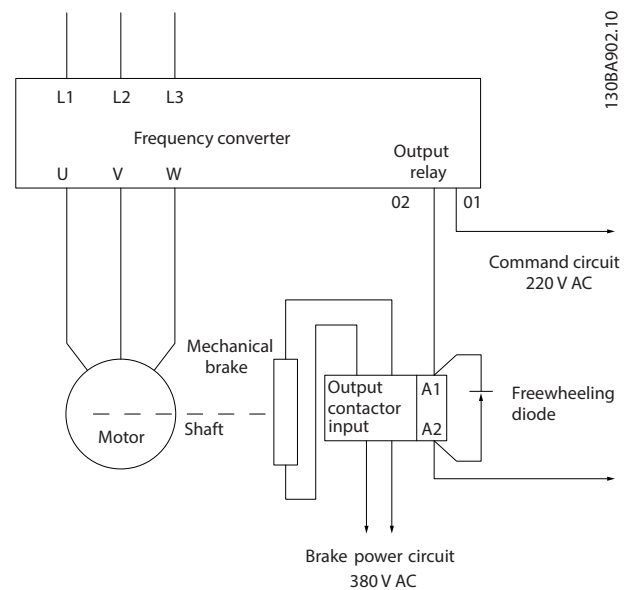 130BA902.10
L1 L2 L3
Frequency converter
Output
relay
U V W
02 01
Command circuit
220 V AC
Mechanical
brake
Output
contactor
input
A1
A2
Freewheeling
diode
Shaft
Motor
Brake power circuit
380 V AC